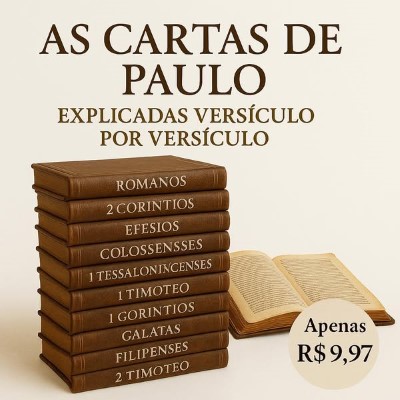 AS CARTAS DE
PAULO
EXPLICADAS VERSÍCULO
POR VERSÍCULO
ROMANOS
2 CORINTIOS
EFESIOS
COLOSSENSSES
1 TESSALONINCENSES
1 TIMOTEO
1 GORINTIOS
GALATAS
FILIPENSES
2 TIMOTEO
Apenas
R$ 9,97